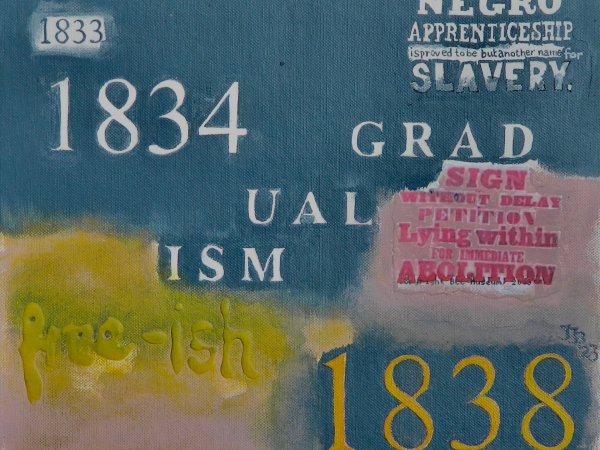 1833
NEGRO
APPRENTICESHIP
is proved to be but another name for
SLAVERY.
1834
GRAD
UAL
ISM
SIGN
WITHOUT DELAY
PETITION
Lying within
FOR IMMEDIATE
ABOLITION
free-ish
1838